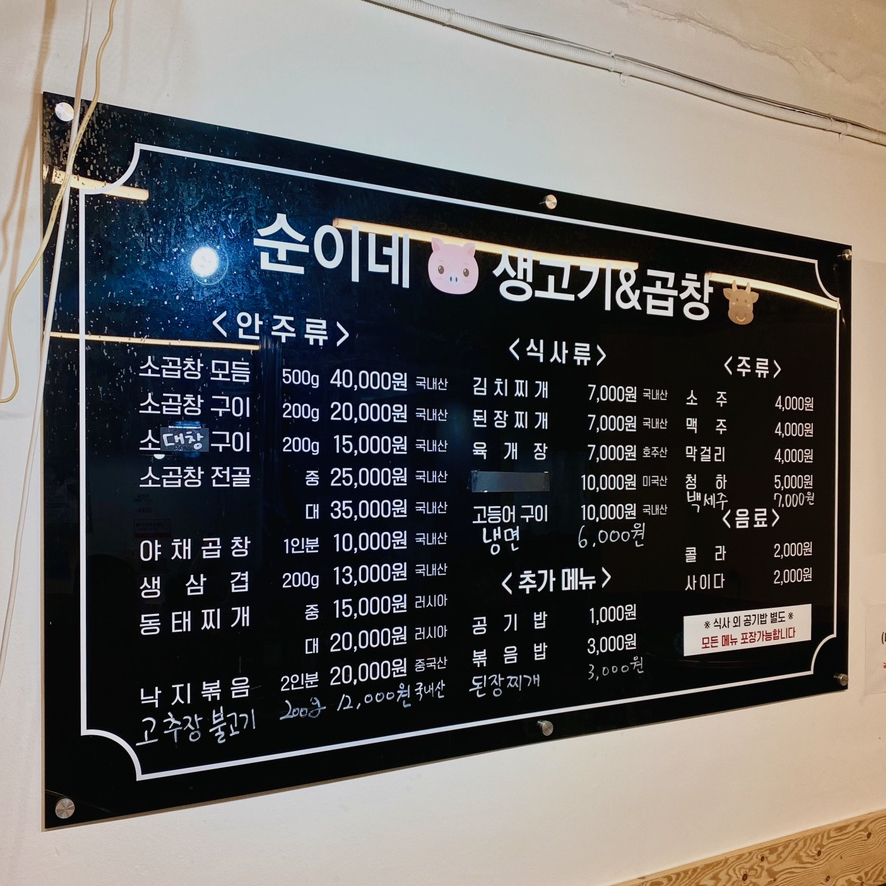 순이네 생고기&곱창
<안주류>
소곱창 모듬 500g 40,000원 국내산
소곱창 구이 200g 20,000원 국내산
소대창구이 200g 15,000원 국내산
소곱창 전골 중 25,000원 국내산
대 35,000원 국내산
야채곱창 1인분 10,000원 국내산
생삼겹 200g 13,000원 국내산
동태찌개 중 15,000원 러시아
대 20,000원 러시아
낙지볶음 2인분 20,000원 중국산
고추장 불고기 200g 12,000원 국내산
<식사류>
김치찌개 7,000원 국내산
된장찌개 7,000원 국내산
육개장 7,000원 호주산
10,000원 미국산
고등어 구이 10,000원 국내산
냉면 6,000원
<추가 메뉴>
공기밥 1,000원
볶음밥 3,000원
된장찌개 3,000원
<주류>
소주 4,000원
맥주 4,000원
막걸리 4,000원
청하 5,000원
백세주 7,000원
<음료>
콜라 2,000원
사이다 2,000원
※ 식사 외 공기밥 별도 ※
모든 메뉴 포장가능합니다